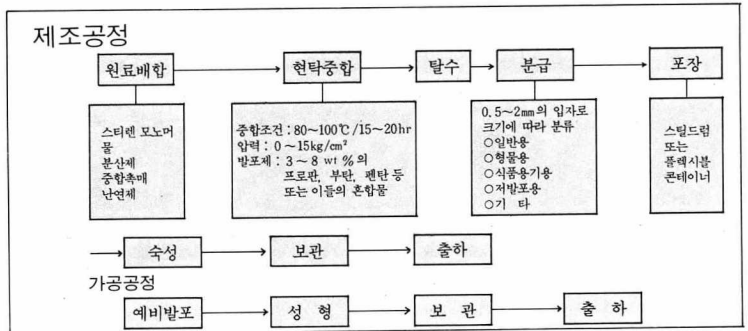 제조공정
원료배합
현탁중합
탈수
분급
포장
스티렌 모노머
물
분산제
중합촉매
난연제
중합조건 : 80~100℃/15~20hr
압력 : 0~15kg/cm²
발포제 : 3~8 wt %의
프로판, 부탄, 펜탄 등
또는 이들의 혼합물
0.5~2mm의 입자로
크기에 따라 분류
○일반용
○형물용
○식품용기용
○저발포용
○기 타
스틸드럼
또는
플렉시블
콘테이너
숙성
보관
출하
가공공정
예비발포
성 형
보 관
출 하